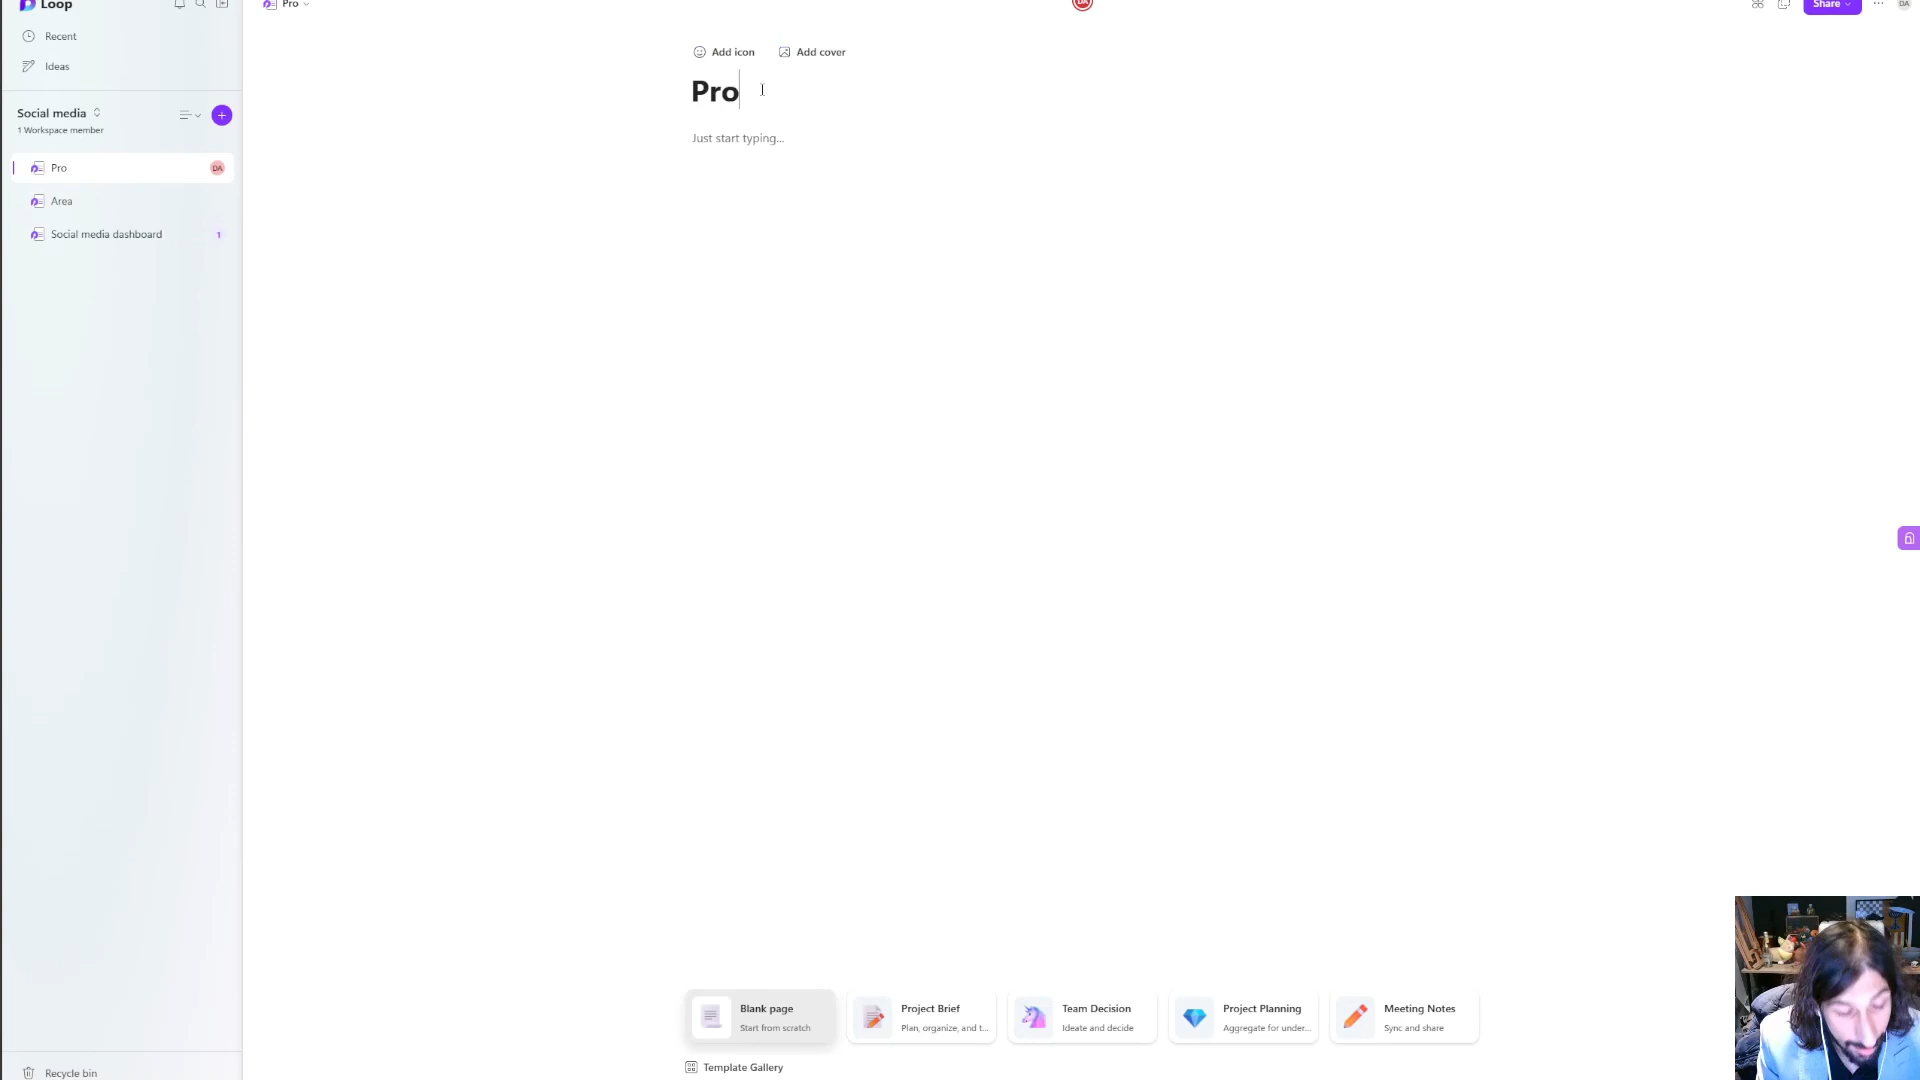 Loop
Pro
DA
Share
DA
Recent
Ideas
Add icon
Add cover
Pro
Social media
1 Workspace member
Just start typing...
Pro
DA
Area
Social media dashboard
1
Blank page
Start from scratch
Project Brief
Plan, organize, and t...
Team Decision
Ideate and decide
Project Planning
Aggregate for under...
Meeting Notes
Sync and share
Template Gallery
Recycle bin